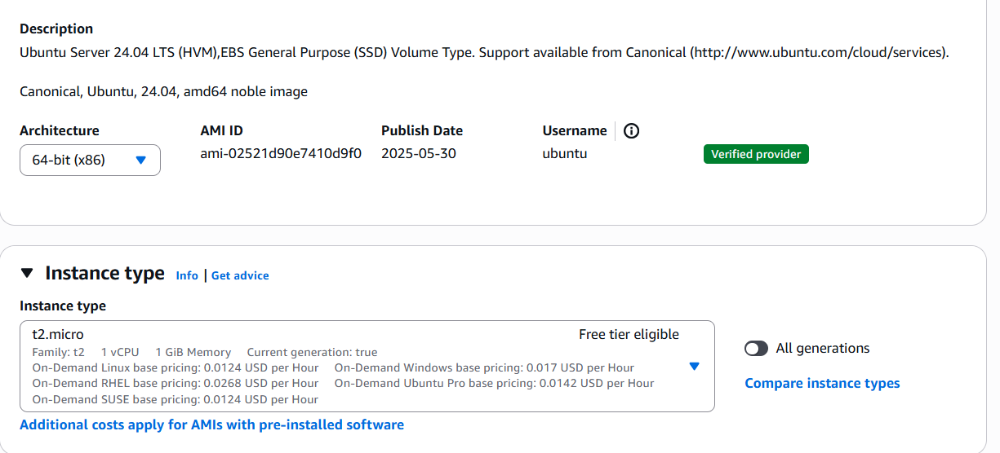 Description
Ubuntu Server 24.04 LTS (HVM),EBS General Purpose (SSD) Volume Type. Support available from Canonical (http://www.ubuntu.com/cloud/services).
Canonical, Ubuntu, 24.04, amd64 noble image
Architecture AMI ID Publish Date Username
64-bit (x86) ami-02521d90e7410d9f0 2025-05-30 ubuntu Verified provider
Instance type Info | Get advice
Instance type
t2.micro Free tier eligible
Family: t2 1 vCPU 1 GiB Memory Current generation: true
On-Demand Linux base pricing: 0.0124 USD per Hour On-Demand Windows base pricing: 0.017 USD per Hour
On-Demand RHEL base pricing: 0.0268 USD per Hour On-Demand Ubuntu Pro base pricing: 0.0142 USD per Hour
On-Demand SUSE base pricing: 0.0124 USD per Hour
All generations
Compare instance types
Additional costs apply for AMIs with pre-installed software